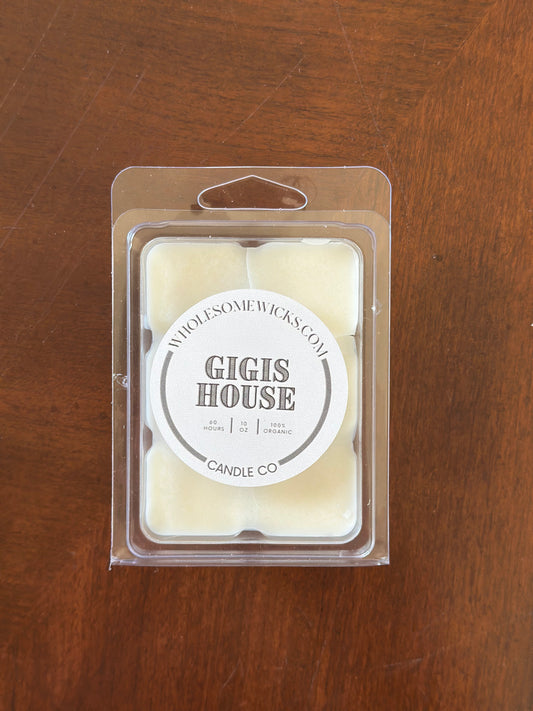 WHOLESOMEWICKS.COM
GIGIS
HOUSE
60 HOURS | 10 OZ | 100% ORGANIC
CANDLE CO